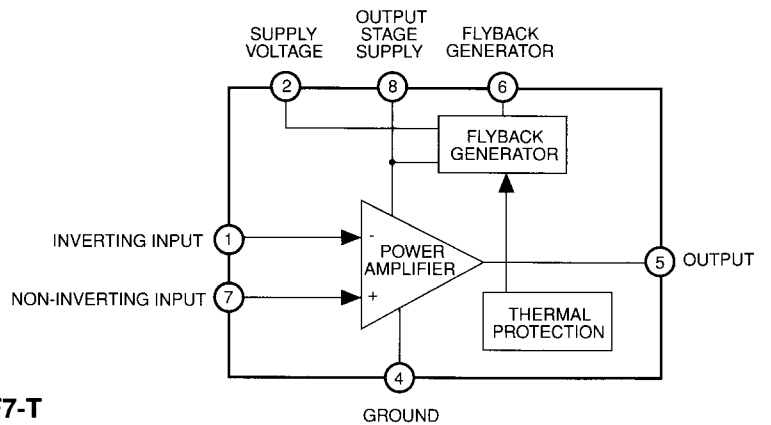 SUPPLY
VOLTAGE
OUTPUT
STAGE
SUPPLY
FLYBACK
GENERATOR
2
8
6
FLYBACK
GENERATOR
INVERTING INPUT
1
-
POWER
AMPLIFIER
5
OUTPUT
NON-INVERTING INPUT
7
+
THERMAL
PROTECTION
4
GROUND